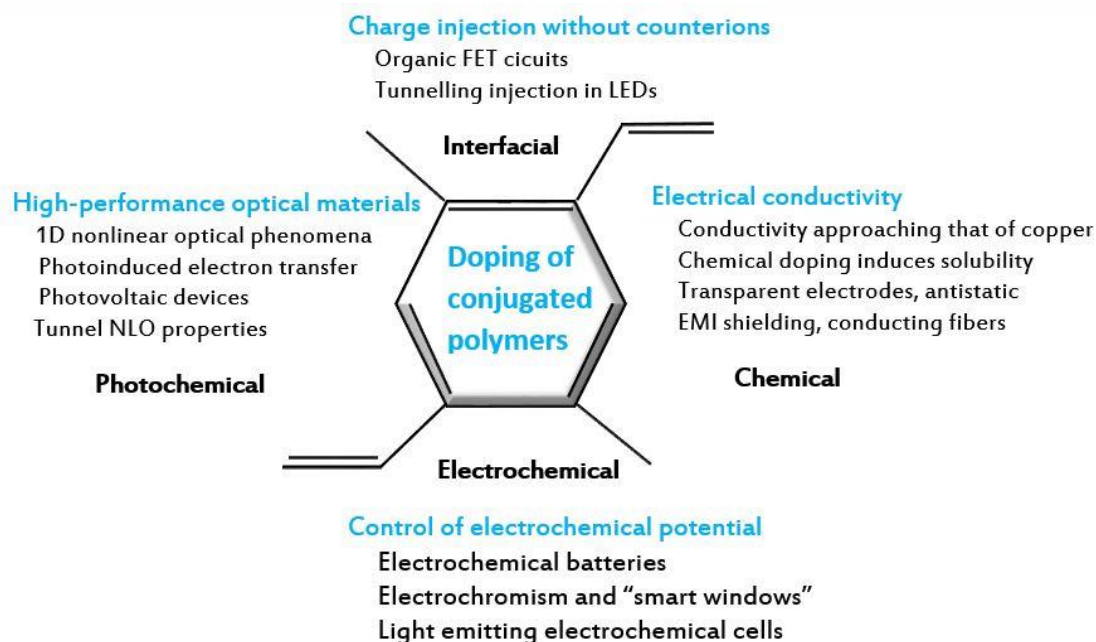 Charge injection without counterions
Organic FET cicuits
Tunnelling injection in LEDs
Interfacial
High-performance optical materials
1D nonlinear optical phenomena
Photoinduced electron transfer
Photovoltaic devices
Tunnel NLO properties
Photochemical
Doping of
conjugated
polymers
Electrical conductivity
Conductivity approaching that of copper
Chemical doping induces solubility
Transparent electrodes, antistatic
EMI shielding, conducting fibers
Chemical
Electrochemical
Control of electrochemical potential
Electrochemical batteries
Electrochromism and “smart windows”
Light emitting electrochemical cells